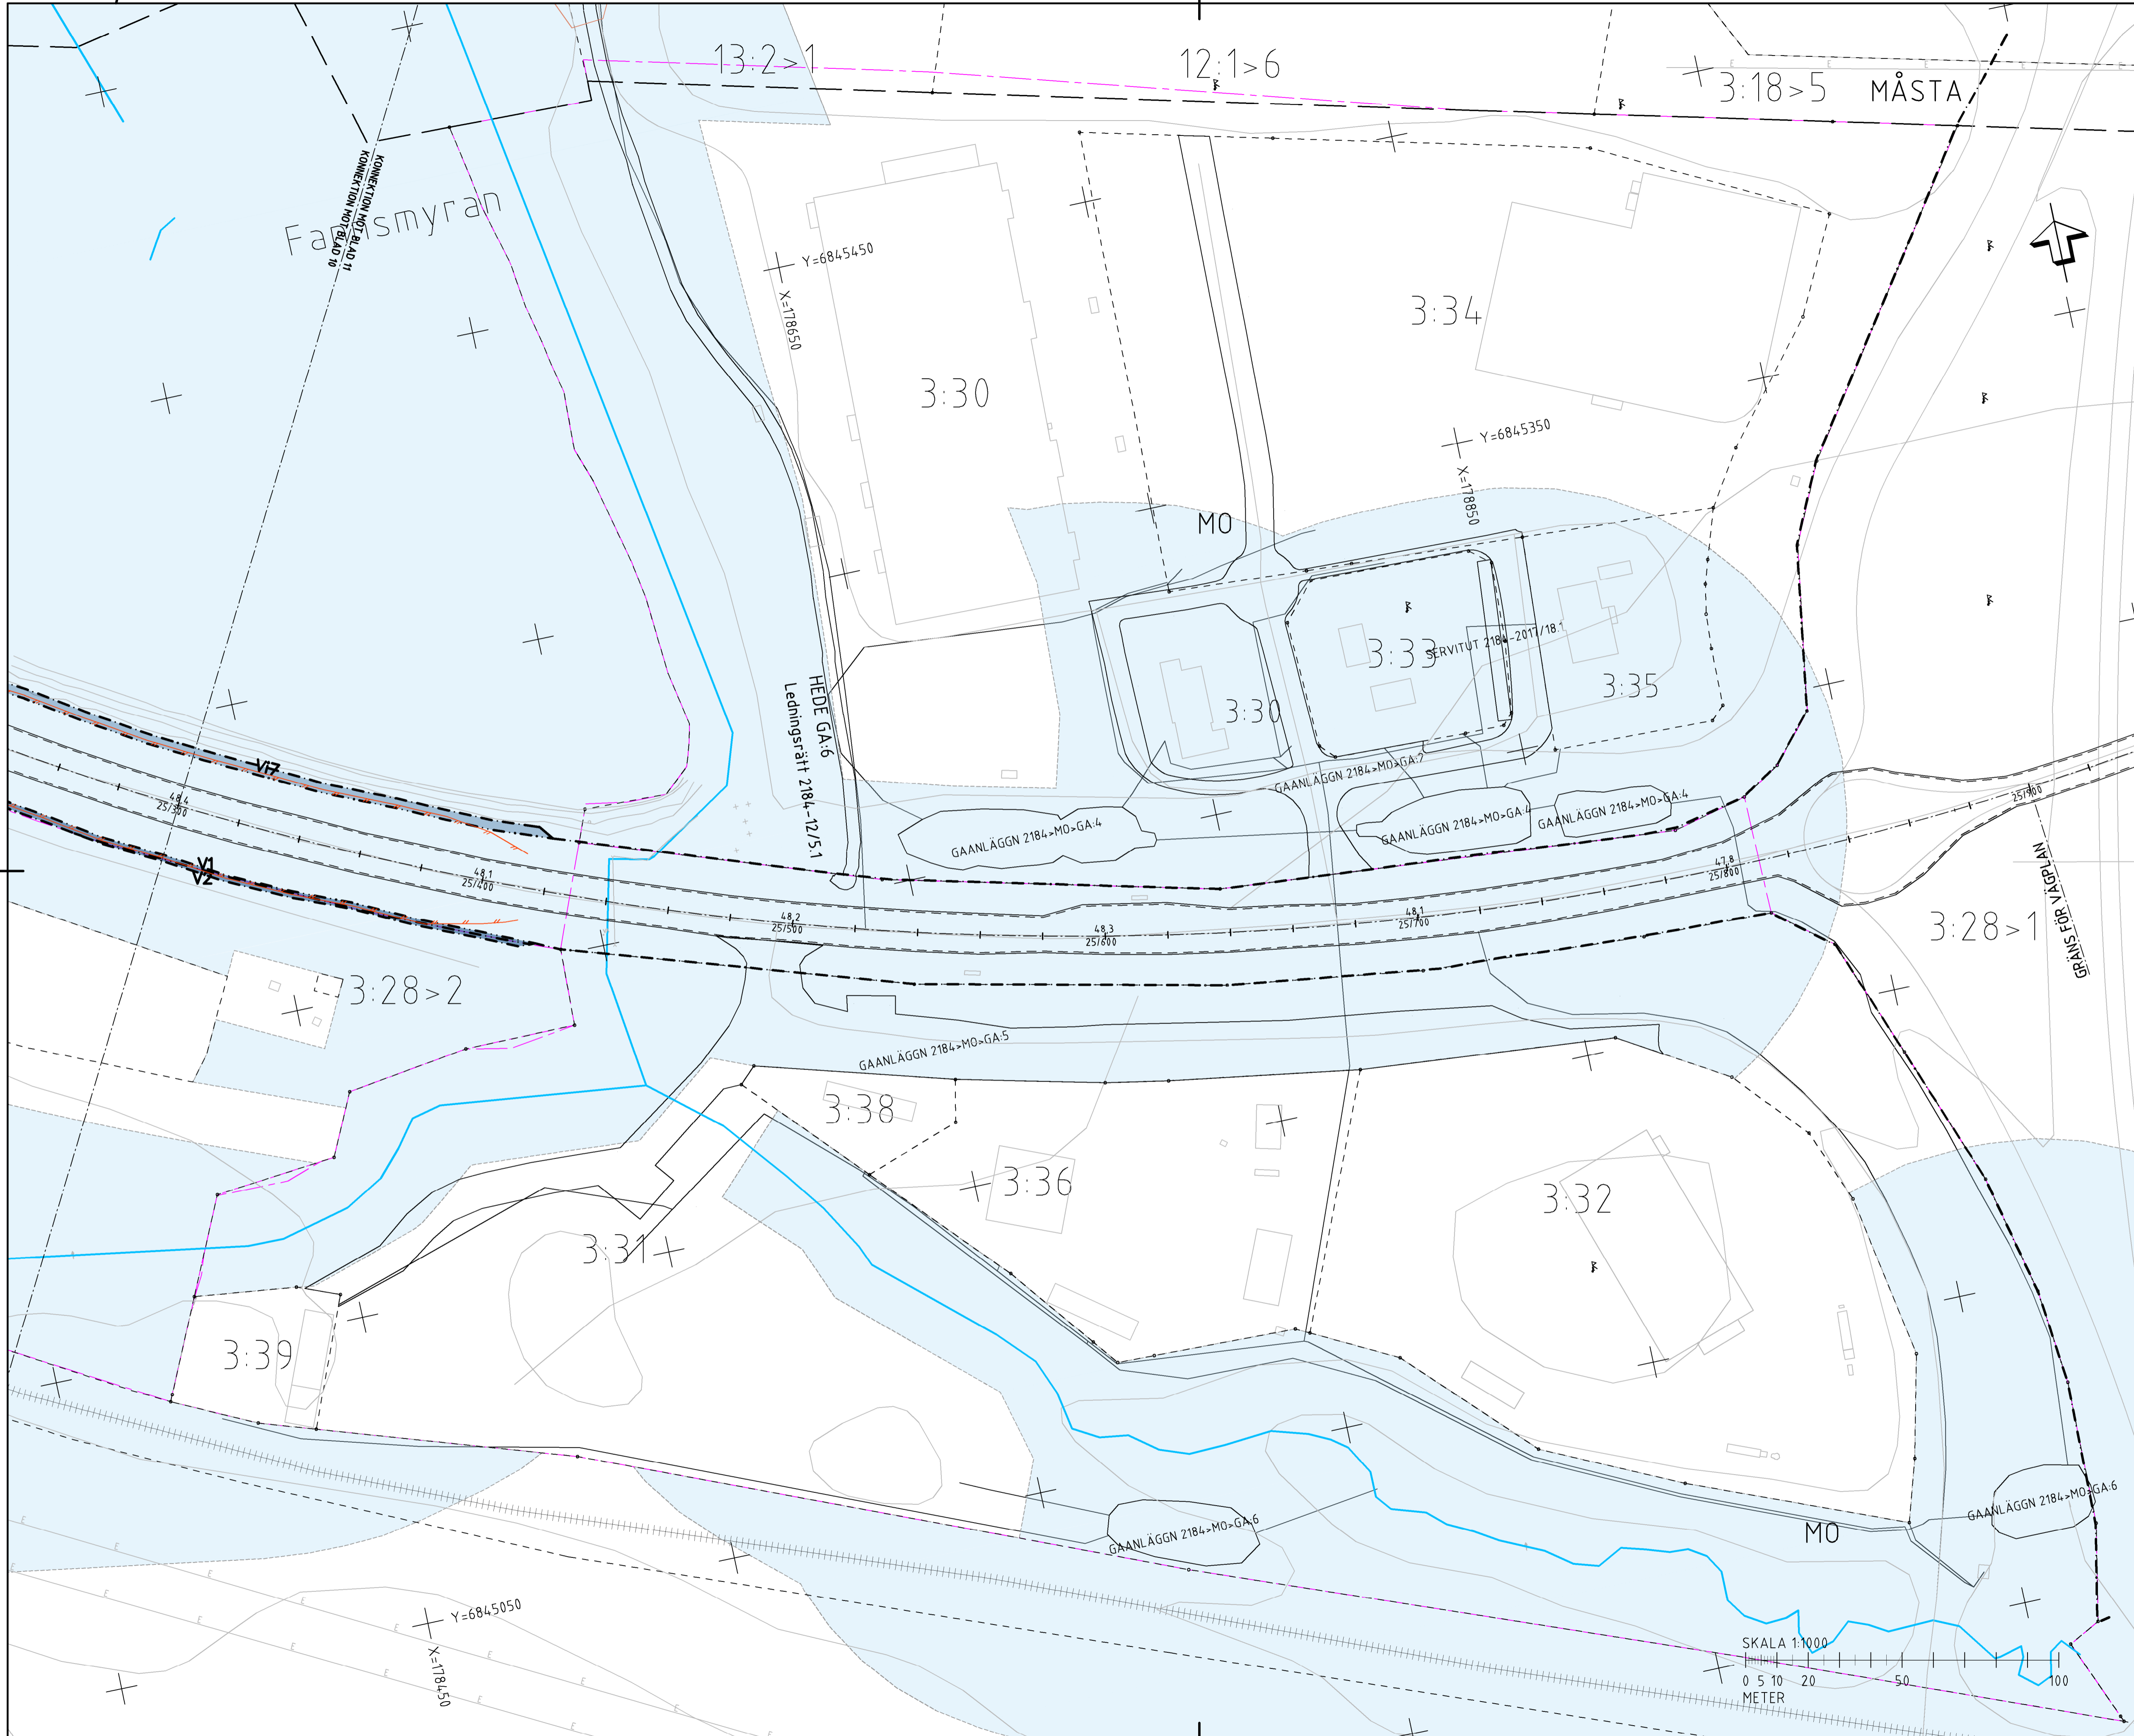 13:2>1
12:1>6
3:18>5
MÅSTA
KONNEKTION MOT BLAD 11
KONNEKTION MOT BLAD 10
Y=6845450
X=178650
3:34
3:30
Y=6845350
X=178850
MO
3:33
SERVITUT 2184-2017/18.1
3:35
3:30
HEDE GA:6
Ledningsrätt 2184-12/5.1
GAANLÄGGN 2184>MO>GA:7
Vi7
48,4
25/300
GAANLÄGGN 2184>MO>GA:4
GAANLÄGGN 2184>MO>GA:4
GAANLÄGGN 2184>MO>GA:4
25/900
V1
V2
48,1
25/400
48,2
25/500
48,3
25/600
48,1
25/700
47,8
25/800
3:28>1
GRÄNS FÖR VÄGPLAN
3:28>2
GAANLÄGGN 2184>MO>GA:5
3:38
3:36
3:32
3:31
3:39
GAANLÄGGN 2184>MO>GA:6
GAANLÄGGN 2184>MO>GA:6
MO
Y=6845050
X=178450
SKALA 1:1000
0 5 10 20 50 100
METER